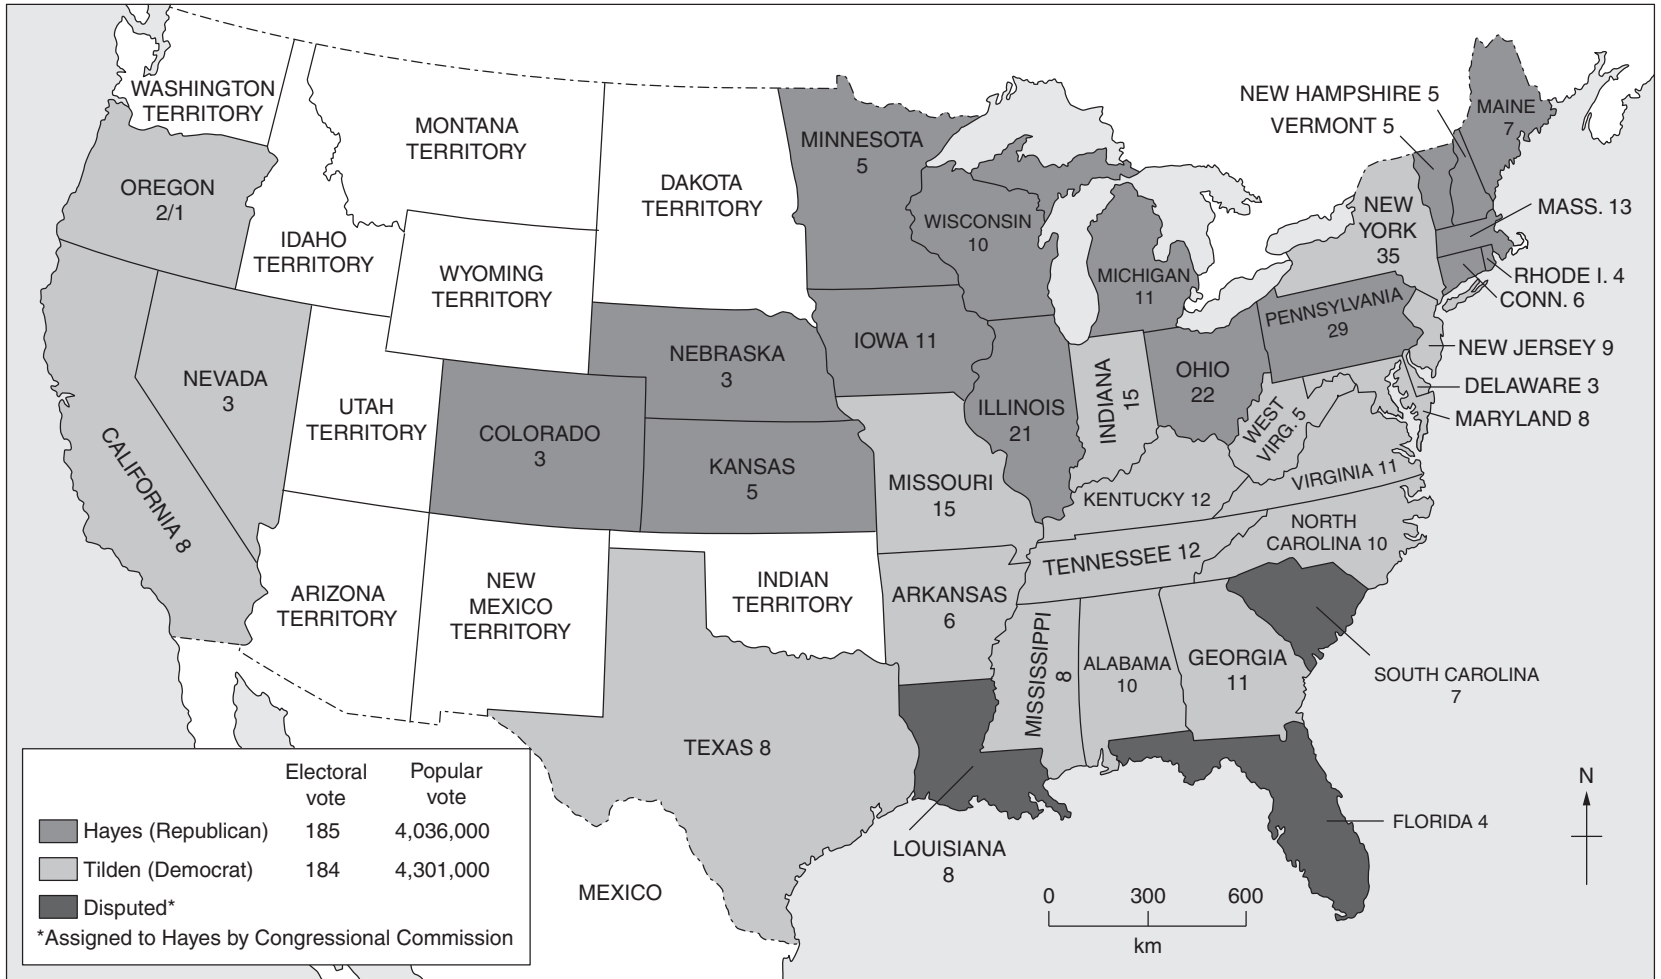 WASHINGTON
TERRITORY
MONTANA
TERRITORY
DAKOTA
TERRITORY
MINNESOTA
5
NEW HAMPSHIRE 5
VERMONT 5
MAINE
7
OREGON
2/1
IDAHO
TERRITORY
WYOMING
TERRITORY
WISCONSIN
10
MICHIGAN
11
NEW
YORK
35
MASS. 13
RHODE I. 4
CONN. 6
PENNSYLVANIA
29
NEW JERSEY 9
DELAWARE 3
MARYLAND 8
NEVADA
3
UTAH
TERRITORY
NEBRASKA
3
IOWA 11
ILLINOIS
21
INDIANA
15
OHIO
22
WEST
VIRG. 5
VIRGINIA 11
CALIFORNIA 8
COLORADO
3
KANSAS
5
MISSOURI
15
KENTUCKY 12
NORTH
CAROLINA 10
TENNESSEE 12
ARIZONA
TERRITORY
NEW
MEXICO
TERRITORY
INDIAN
TERRITORY
ARKANSAS
6
MISSISSIPPI
8
ALABAMA
10
GEORGIA
11
SOUTH CAROLINA
7
TEXAS 8
LOUISIANA
8
FLORIDA 4
MEXICO
Electoral
vote
Popular
vote
Hayes (Republican) 185 4,036,000
Tilden (Democrat) 184 4,301,000
Disputed*
*Assigned to Hayes by Congressional Commission
N
0 300 600
km